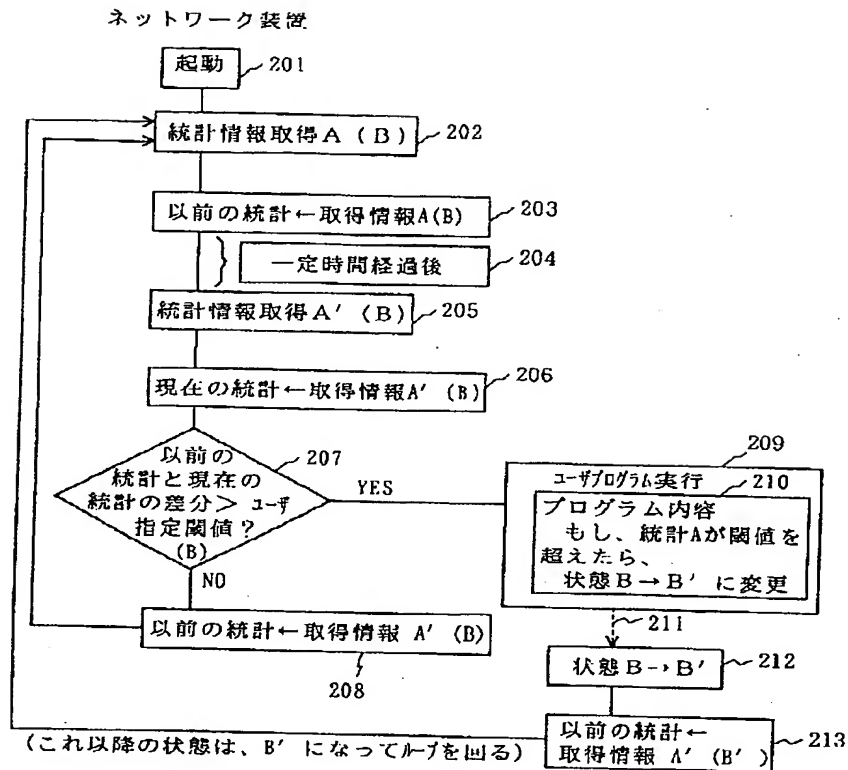 ネットワーク装置
起動
201
統計情報取得A (B)
202
以前の統計←取得情報A(B)
203
一定時間経過後
204
統計情報取得A' (B)
205
現在の統計←取得情報A' (B)
206
以前の
統計と現在の
統計の差分> ユーザ
指定閾値?
(B)
207
YES
NO
以前の統計←取得情報 A' (B)
208
209
ユーザプログラム実行
210
プログラム内容
もし、統計Aが閾値を
超えたら、
状態B→B' に変更
211
状態B→B'
212
以前の統計←
取得情報 A' (B')
213
(これ以降の状態は、B' になってループを回る)